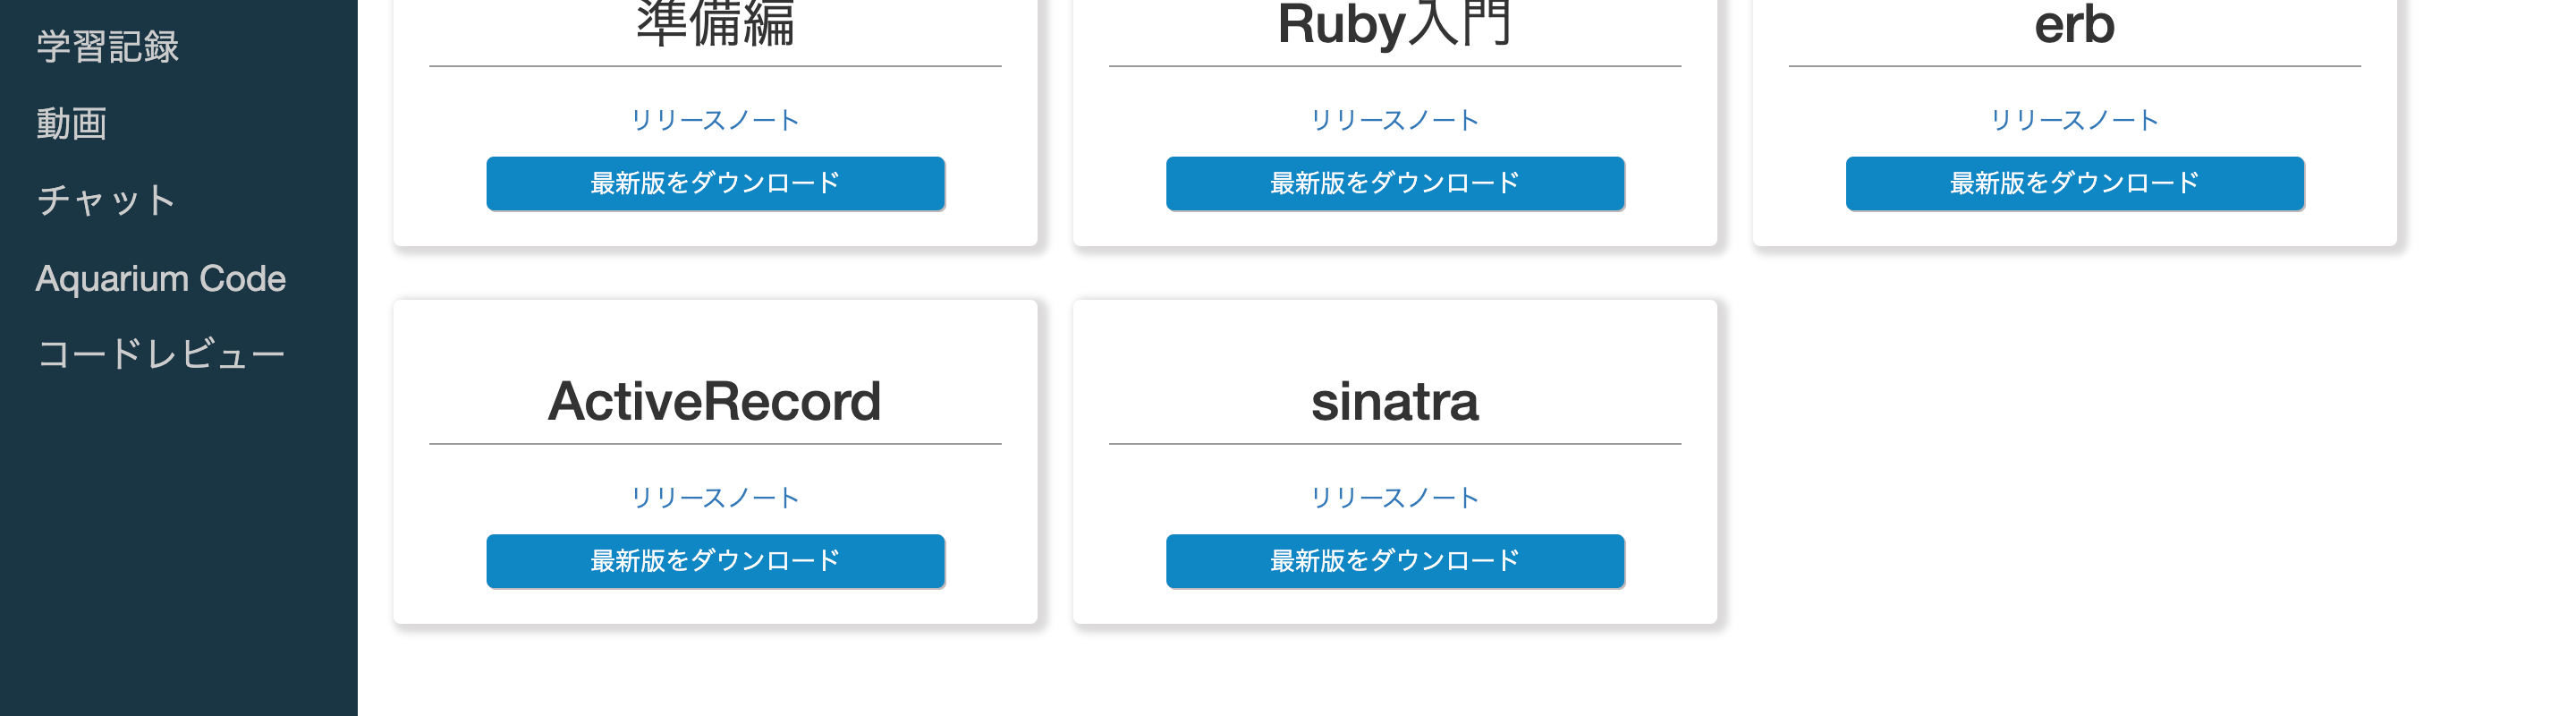 学習記録
動画
チャット
Aquarium Code
コードレビュー
準備編
リリースノート
最新版をダウンロード
Ruby入門
リリースノート
最新版をダウンロード
erb
リリースノート
最新版をダウンロード
ActiveRecord
リリースノート
最新版をダウンロード
sinatra
リリースノート
最新版をダウンロード